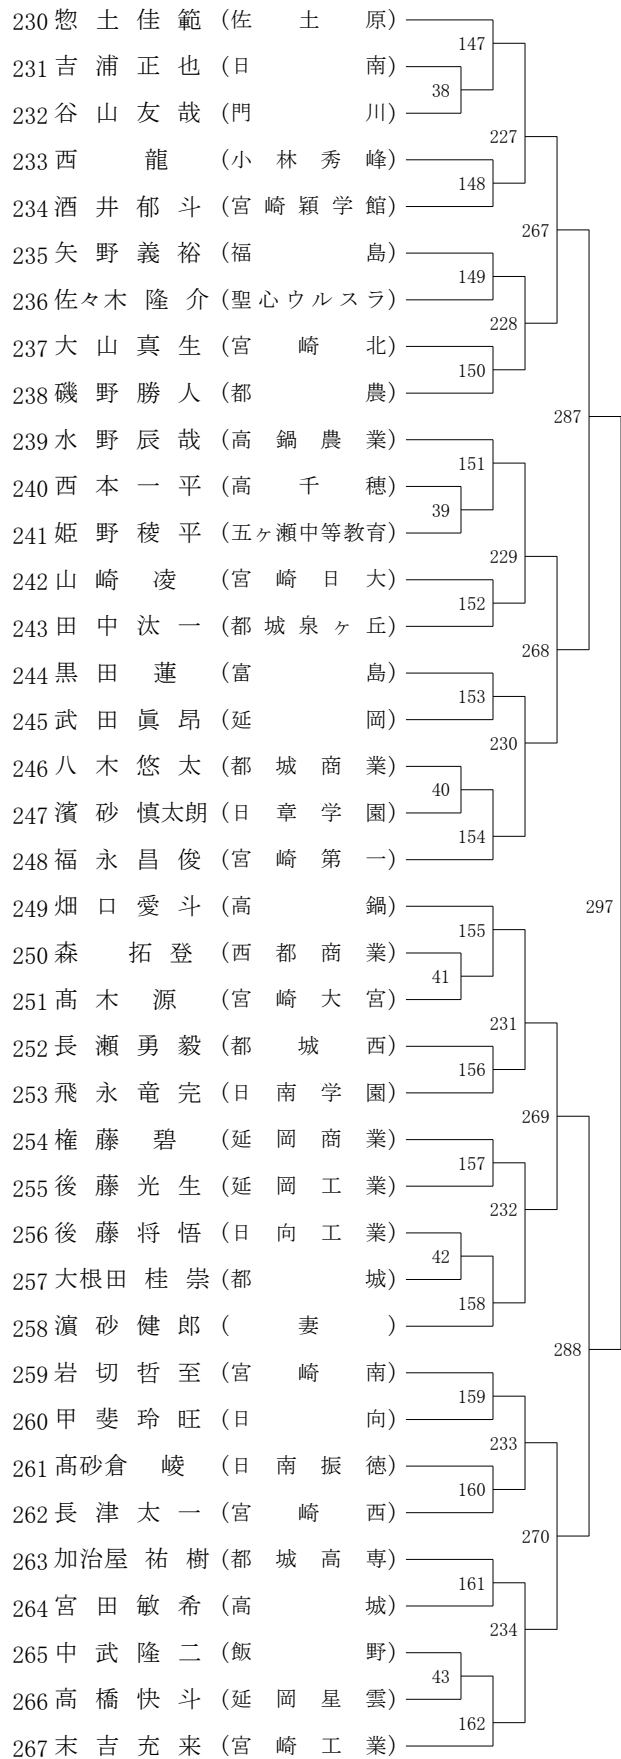 230 惣土佳範 (佐土原)
147
231 吉浦正也 (日南)
38
232 谷山友哉 (門川)
227
233 西龍 (小林秀峰)
148
234 酒井郁斗 (宮崎穎学館)
267
235 矢野義裕 (福島)
149
236 佐々木隆介 (聖心ウルスラ)
228
237 大山真生 (宮崎北)
150
238 磯野勝人 (都農)
287
239 水野辰哉 (高鍋農業)
151
240 西本一平 (高千穂)
39
241 姫野稜平 (五ヶ瀬中等教育)
229
242 山崎凌 (宮崎日大)
152
243 田中汰一 (都城泉ヶ丘)
268
244 黒田蓮 (富島)
153
245 武田眞昂 (延岡)
230
246 八木悠太 (都城商業)
40
247 濱砂慎太朗 (日章学園)
154
248 福永昌俊 (宮崎第一)
249 畑口愛斗 (高鍋)
297
155
250 森拓登 (西都商業)
41
251 髙木源 (宮崎大宮)
231
252 長瀬勇毅 (都城西)
156
253 飛永竜完 (日南学園)
269
254 権藤碧 (延岡商業)
157
255 後藤光生 (延岡工業)
232
256 後藤将悟 (日向工業)
42
257 大根田桂崇 (都城)
158
258 濵砂健郎 (妻)
288
259 岩切哲至 (宮崎南)
159
260 甲斐玲旺 (日向)
233
261 髙砂倉崚 (日南振徳)
160
262 長津太一 (宮崎西)
270
263 加治屋祐樹 (都城高専)
161
264 宮田敏希 (高城)
234
265 中武隆二 (飯野)
43
266 高橋快斗 (延岡星雲)
162
267 末吉充来 (宮崎工業)